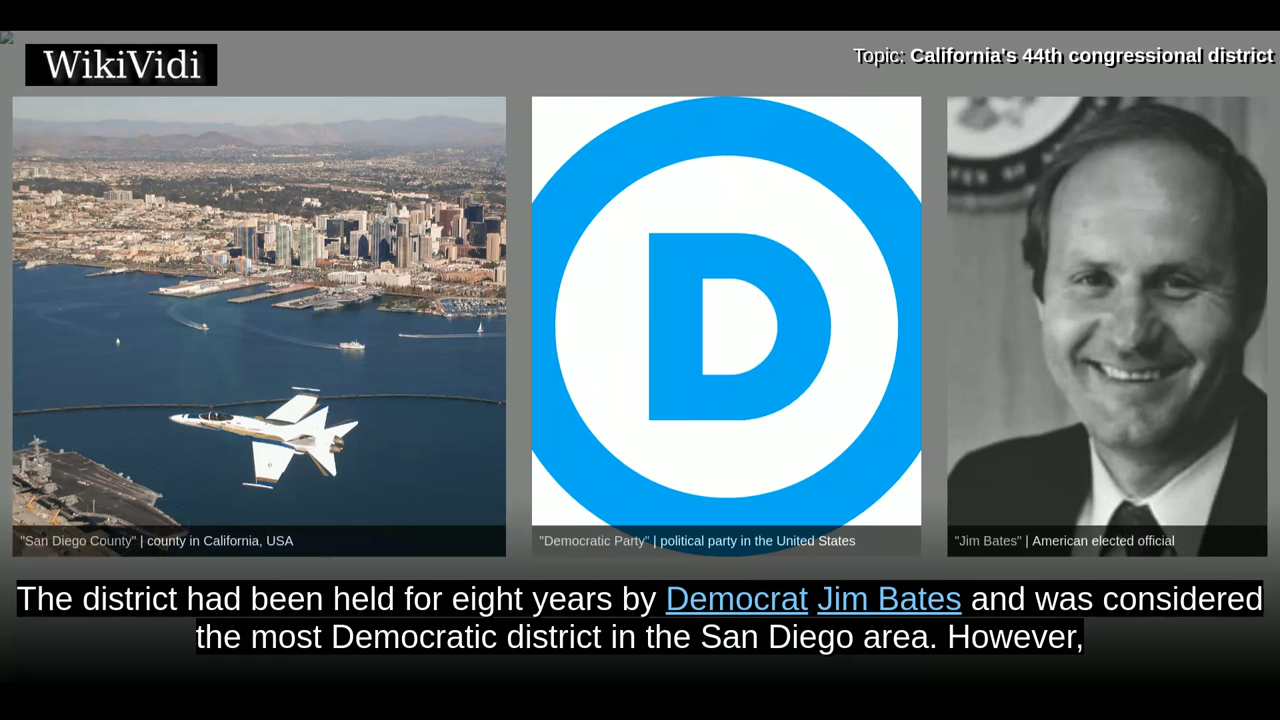 WikiVidi
Topic: California's 44th congressional district
D
"San Diego County" | county in California, USA
"Democratic Party" | political party in the United States
"Jim Bates" | American elected official
The district had been held for eight years by Democrat Jim Bates and was considered
the most Democratic district in the San Diego area. However,